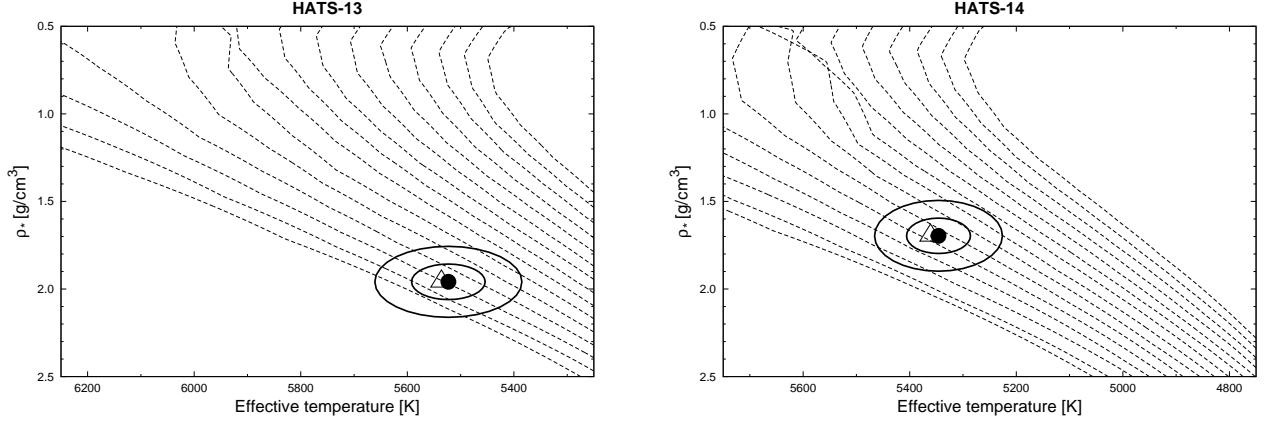 HATS-13
0.5
1.0
1.5
2.0
2.5
ρ* [g/cm³]
6200 6000 5800 5600 5400
Effective temperature [K]
HATS-14
0.5
1.0
1.5
2.0
2.5
ρ* [g/cm³]
5600 5400 5200 5000 4800
Effective temperature [K]